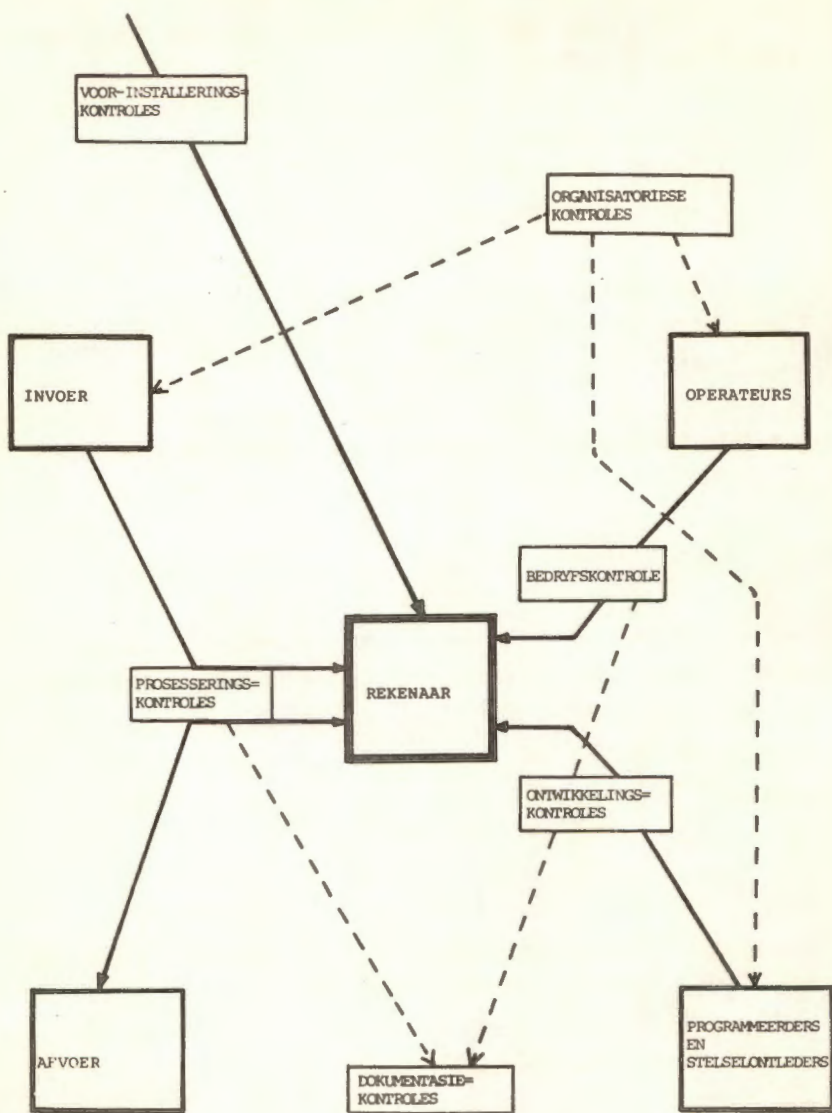 VOOR-INSTALLERINGS=
KONTROLES
ORGANISATORIESE
KONTROLES
INVOER
OPERATEURS
BEDRYFSKONTROLE
PROSESSERINGS=
KONTROLES
REKENAAR
ONTWIKKELINGS=
KONTROLES
AFVOER
DOKUMENTASIE=
KONTROLES
PROGRAMMEERDERS
EN
STELSELONTLEDERS